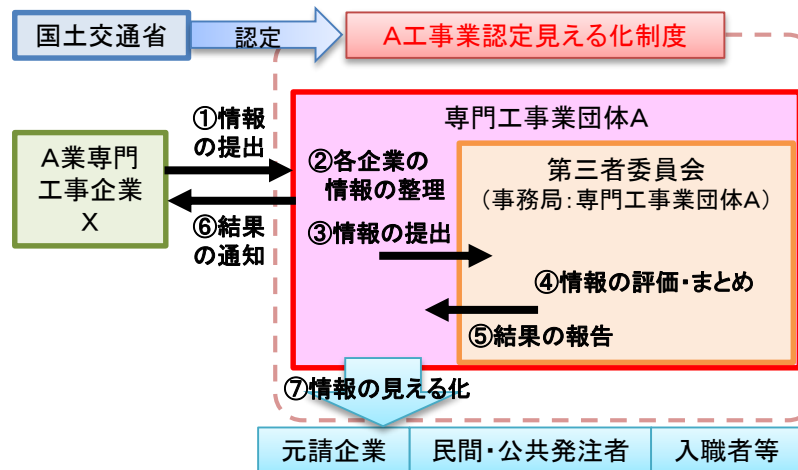 国土交通省
認定
A工事業認定見える化制度
専門工事業団体A
①情報
の提出
A業専門
工事企業
X
②各企業の
情報の整理
第三者委員会
（事務局：専門工事業団体A）
⑥結果
の通知
③情報の提出
④情報の評価・まとめ
⑤結果の報告
⑦情報の見える化
元請企業
民間・公共発注者
入職者等